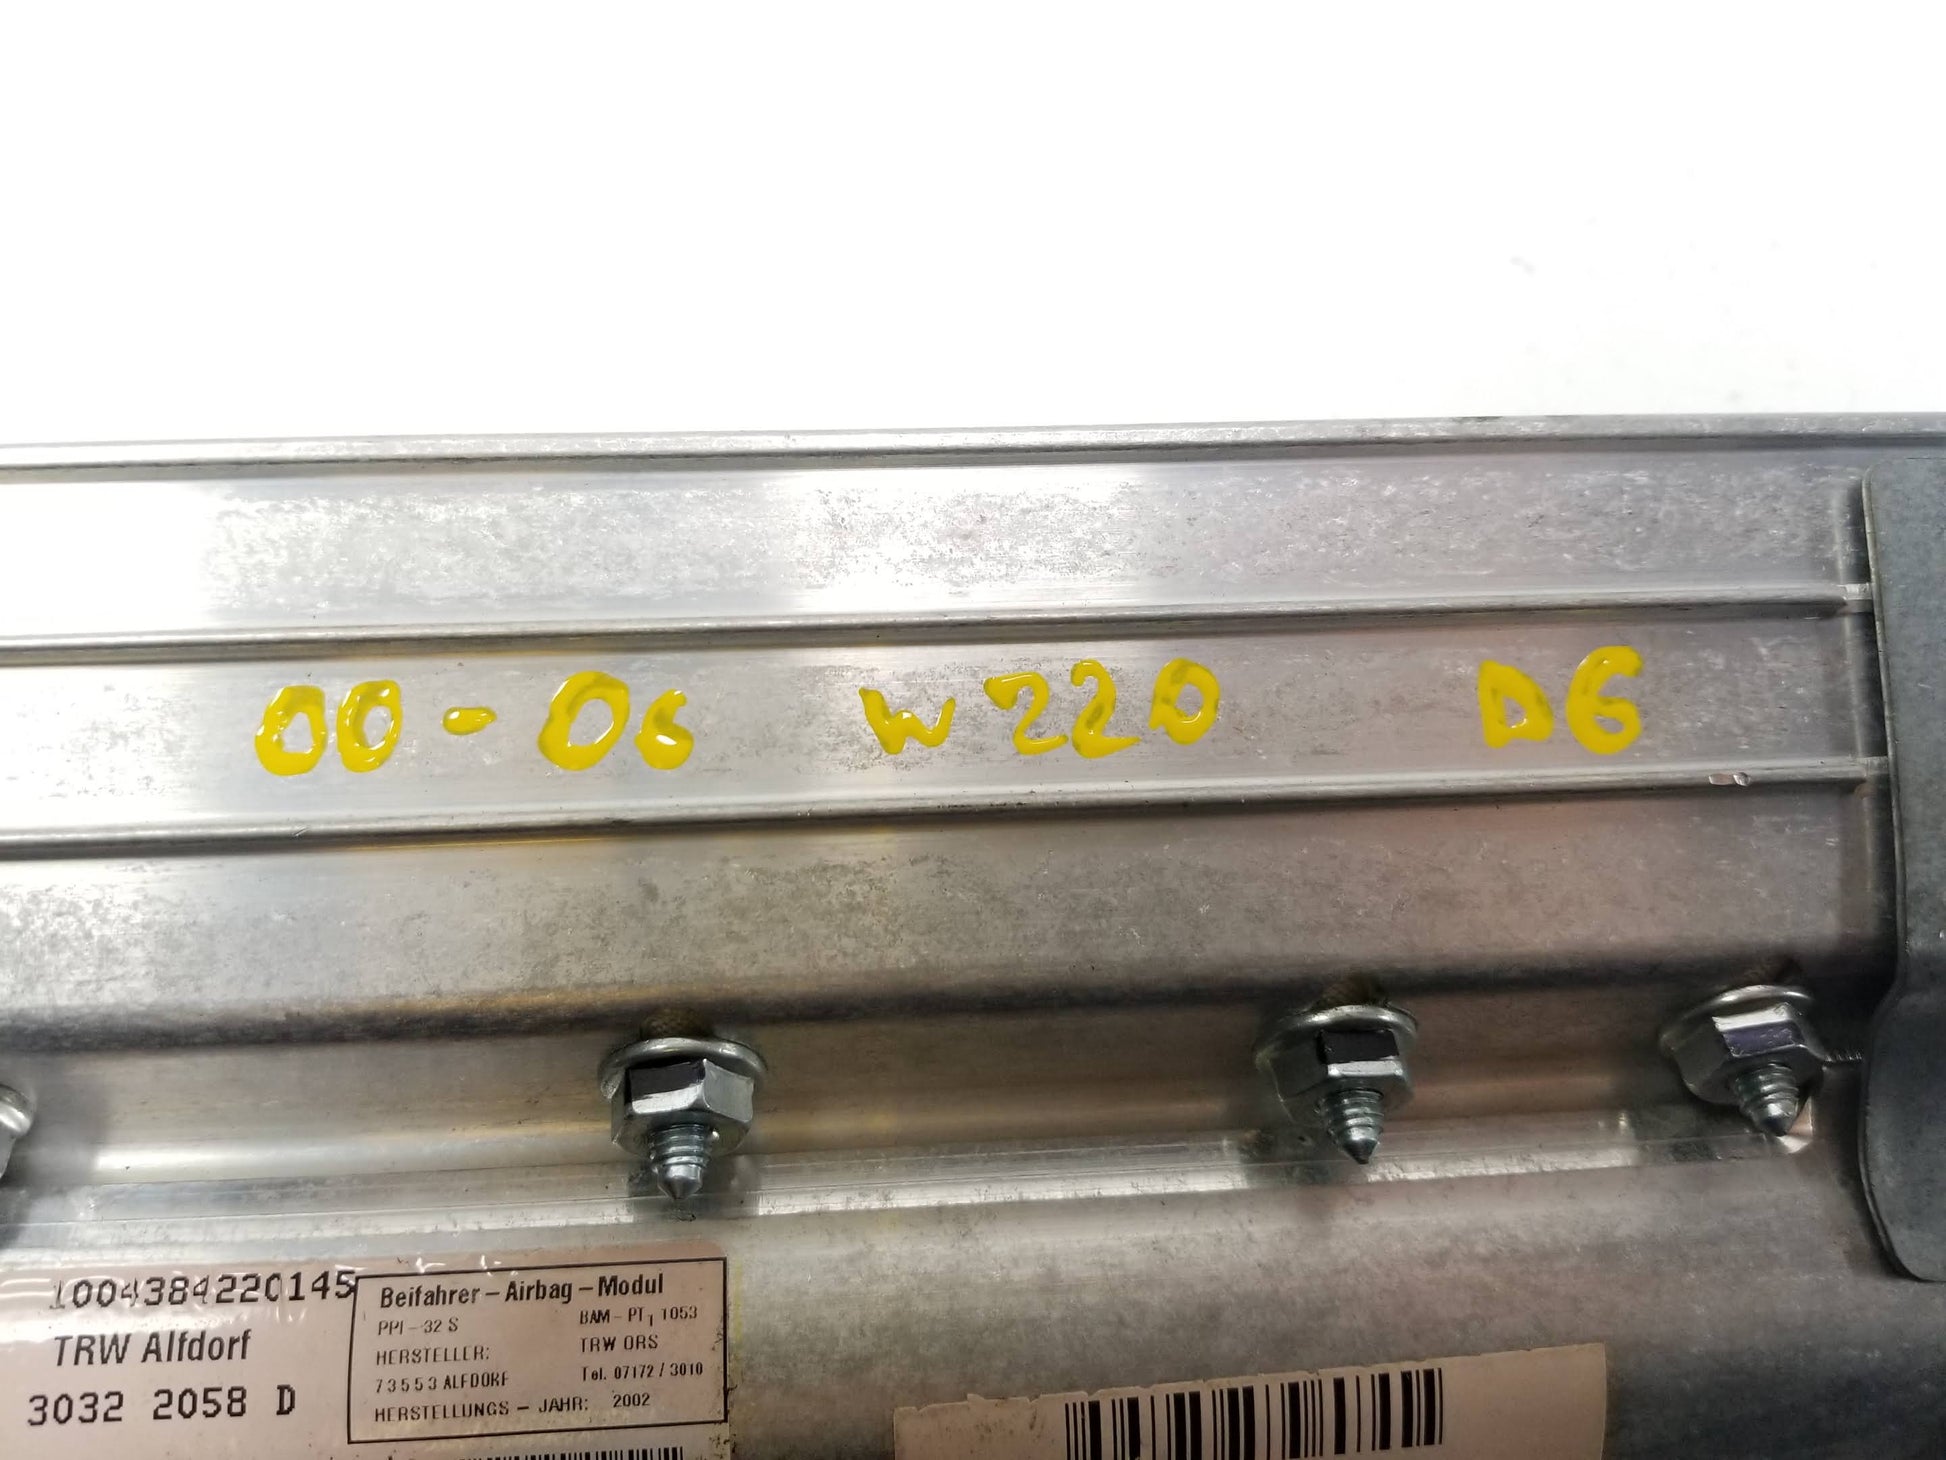 00-06 W220 D6
1004384220145
TRW Alfdorf
3032 2058 D
Beifahrer-Airbag-Modul
PPI-32 S BAM-PT1 1053
HERSTELLER: TRW ORS
73553 ALFDORF Tel. 07172/3010
HERSTELLUNGS-JAHR: 2002